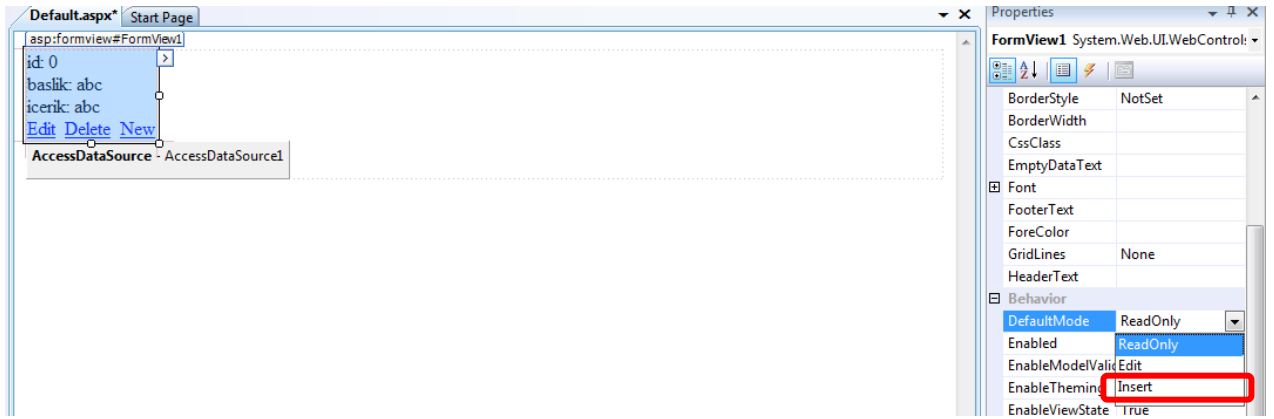 Default.aspx* Start Page
asp:formview#FormView1
id: 0
baslik: abc
icerik: abc
Edit Delete New
AccessDataSource - AccessDataSource1
Properties
FormView1 System.Web.UI.WebControl
BorderStyle NotSet
BorderWidth
CssClass
EmptyDataText
Font
FooterText
ForeColor
GridLines None
HeaderText
Behavior
DefaultMode ReadOnly
Enabled ReadOnly
EnableModelVali Edit
EnableTheming Insert
EnableViewState True